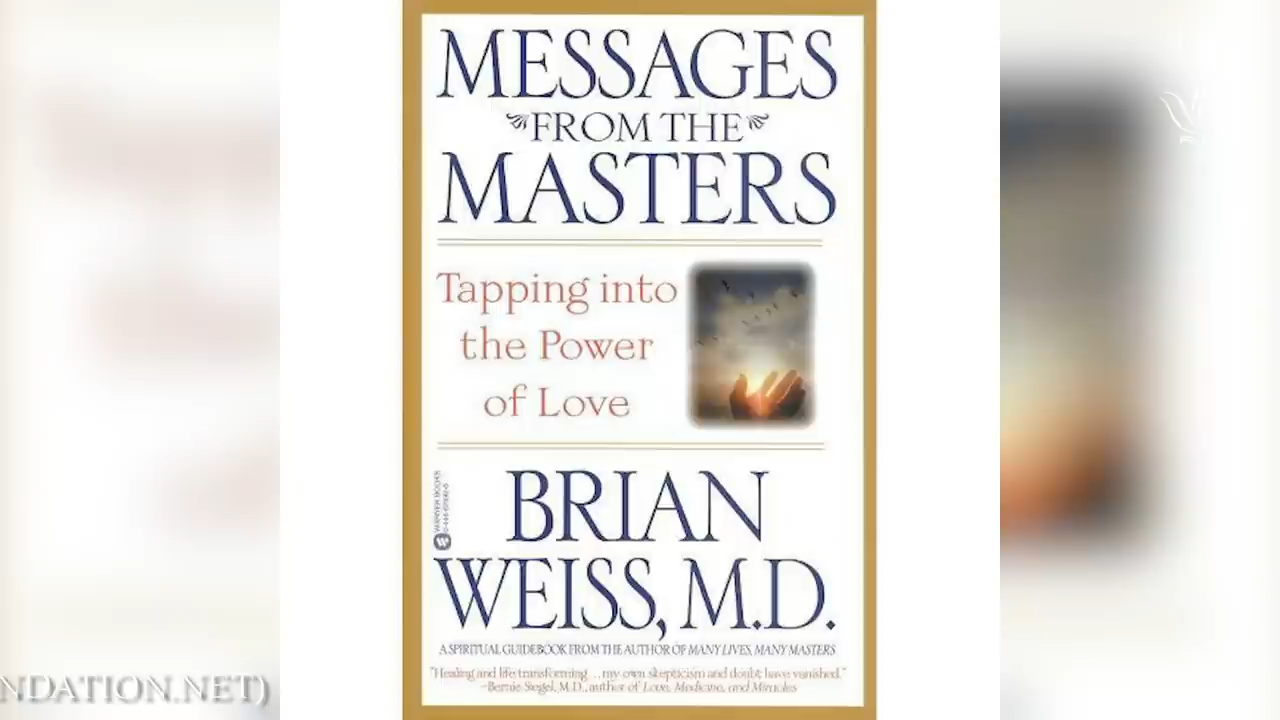 MESSAGES
FROM THE
MASTERS
Tapping into
the Power
of Love
BRIAN
WEISS, M.D.
A SPIRITUAL GUIDEBOOK FROM THE AUTHOR OF MANY LIVES, MANY MASTERS
"Healing and life transforming . . . my own skepticism and doubt have vanished."
–Bernie Siegel, M.D., author of Love, Medicine, and Miracles
WARNER BOOKS
NDATION.NET)